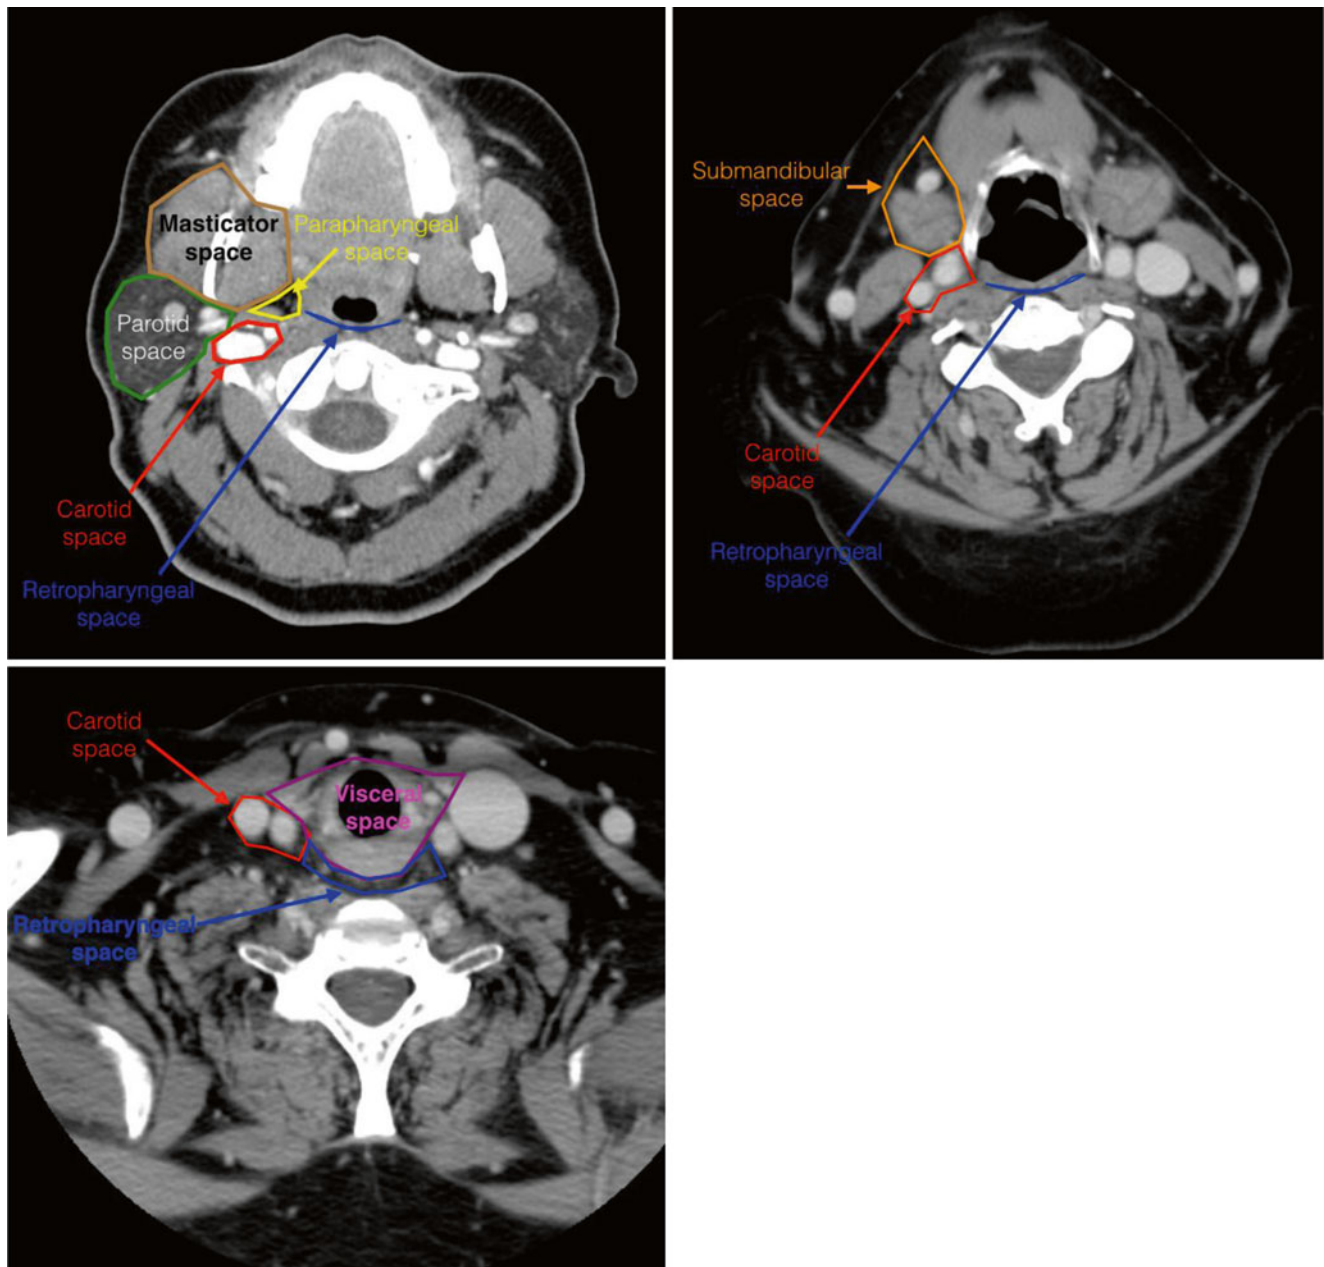 Masticator
space
Parapharyngeal
space
Parotid
space
Carotid
space
Retropharyngeal
space
Submandibular
space
Carotid
space
Retropharyngeal
space
Carotid
space
Visceral
space
Retropharyngeal
space